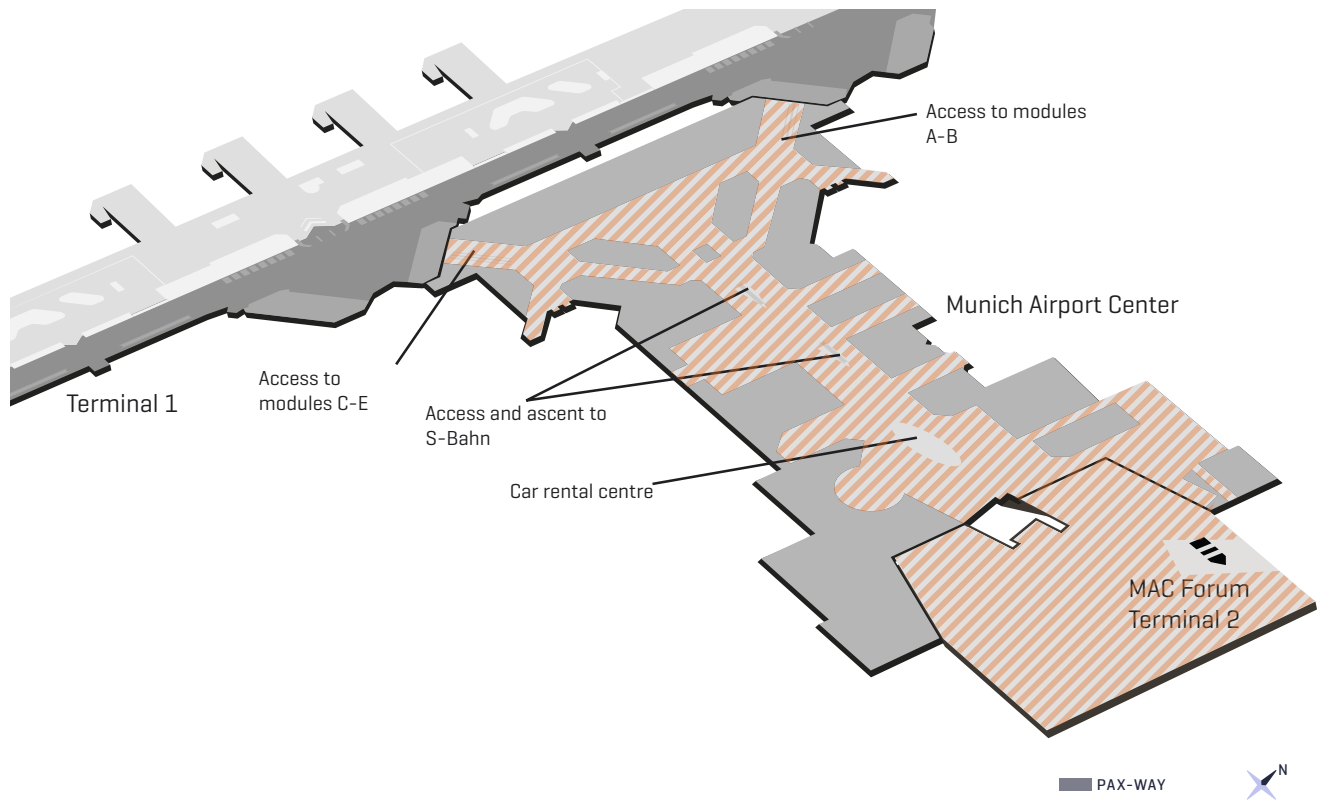 Access to modules
A-B
Munich Airport Center
Terminal 1
Access to
modules C-E
Access and ascent to
S-Bahn
Car rental centre
MAC Forum
Terminal 2
PAX-WAY
N